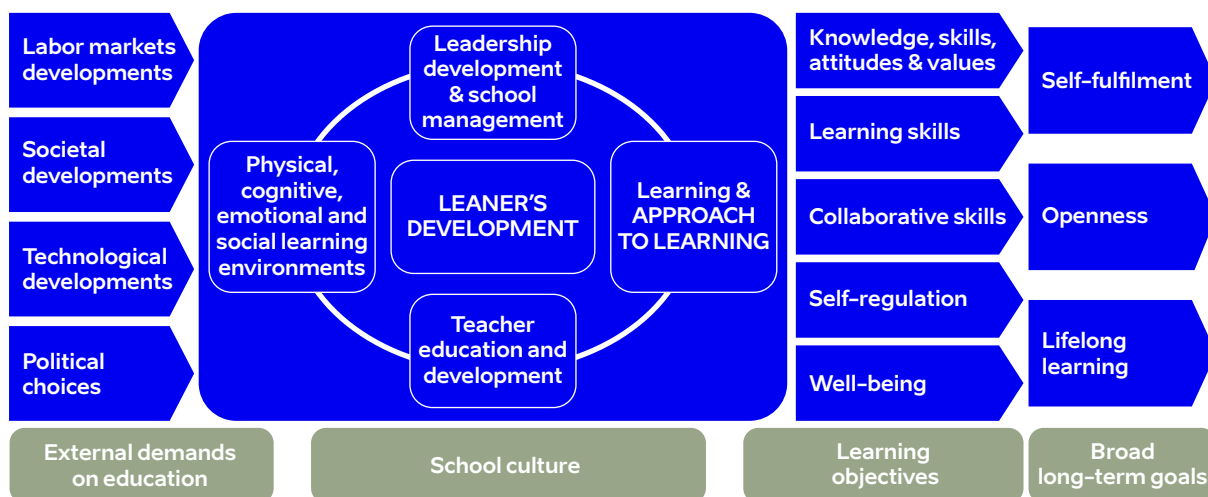 Labor markets
developments
Societal
developments
Technological
developments
Political
choices
Leadership
development
& school
management
Physical,
cognitive,
emotional and
social learning
environments
LEANER'S
DEVELOPMENT
Learning &
APPROACH
TO LEARNING
Teacher
education and
development
Knowledge, skills,
attitudes & values
Learning skills
Collaborative skills
Self-regulation
Well-being
Self-fulfilment
Openness
Lifelong
learning
External demands
on education
School culture
Learning
objectives
Broad
long-term goals